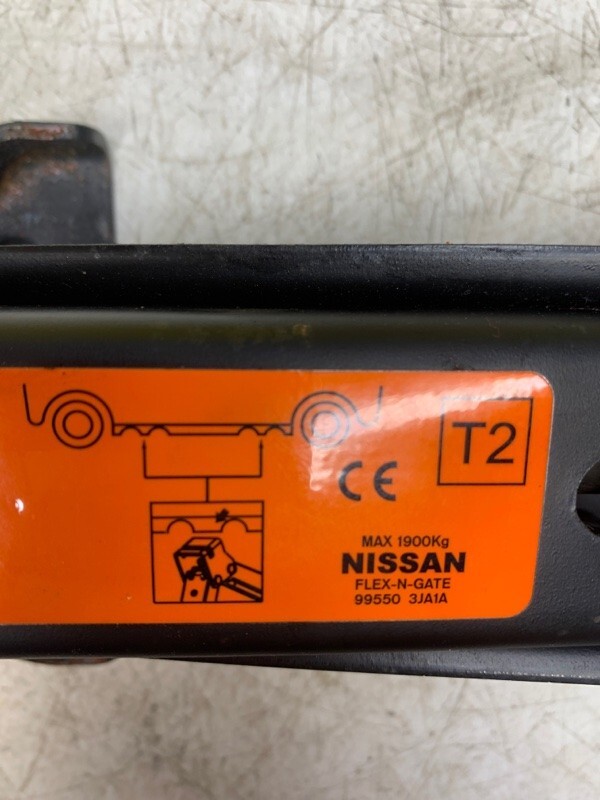 T2
CE
MAX 1900Kg
NISSAN
FLEX-N-GATE
99550 3JA1A